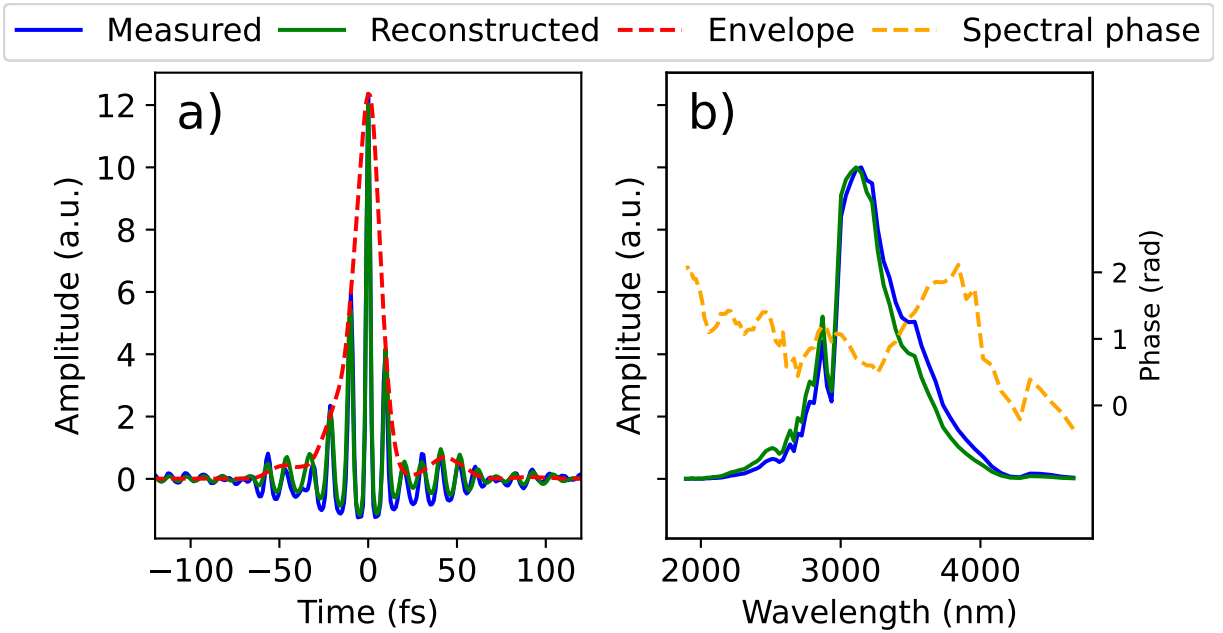 Measured Reconstructed Envelope Spectral phase
a)
12
10
8
6
4
2
0
Amplitude (a.u.)
−100 −50 0 50 100
Time (fs)
b)
Amplitude (a.u.)
2
1
0
Phase (rad)
2000 3000 4000
Wavelength (nm)